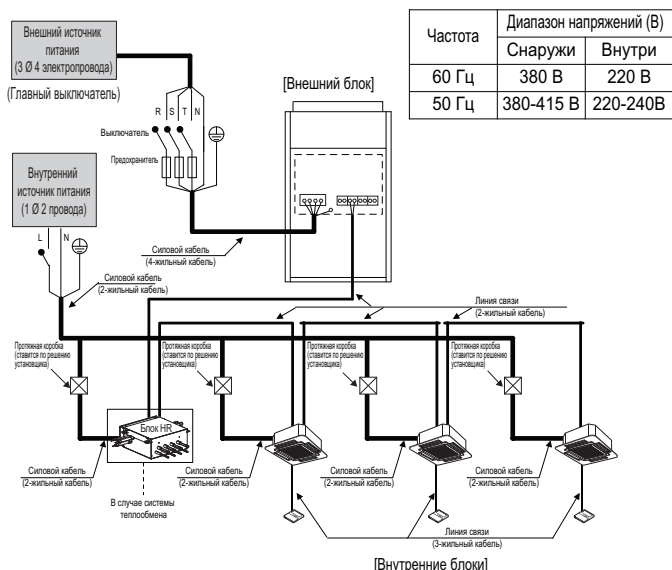 Внешний источник
питания
(3 Ø 4 электропровода)
(Главный выключатель)
R S T N
Выключатель
Предохранитель
[Внешний блок]
Частота
Диапазон напряжений (В)
Снаружи
Внутри
60 Гц
380 В
220 В
50 Гц
380-415 В
220-240В
Внутренний
источник питания
(1 Ø 2 провода)
L N
Силовой кабель
(4-жильный кабель)
Силовой кабель
(2-жильный кабель)
Линия связи
(2-жильный кабель)
Протяжная коробка
(ставится по решению
установщика)
Протяжная коробка
(ставится по решению
установщика)
Протяжная коробка
(ставится по решению
установщика)
Протяжная коробка
(ставится по решению
установщика)
Блок HR
Силовой кабель
(2-жильный кабель)
Силовой кабель
(2-жильный кабель)
Силовой кабель
(2-жильный кабель)
Силовой кабель
(2-жильный кабель)
В случае системы
теплообмена
Линия связи
(3-жильный кабель)
[Внутренние блоки]